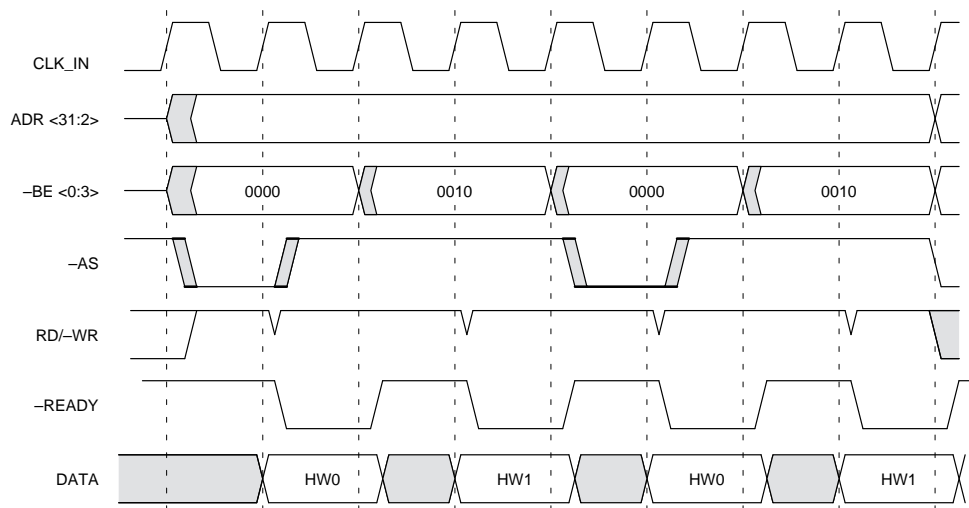 CLK_IN
ADR <31:2>
–BE <0:3> 0000 0010 0000 0010
–AS
RD/–WR
–READY
DATA HW0 HW1 HW0 HW1